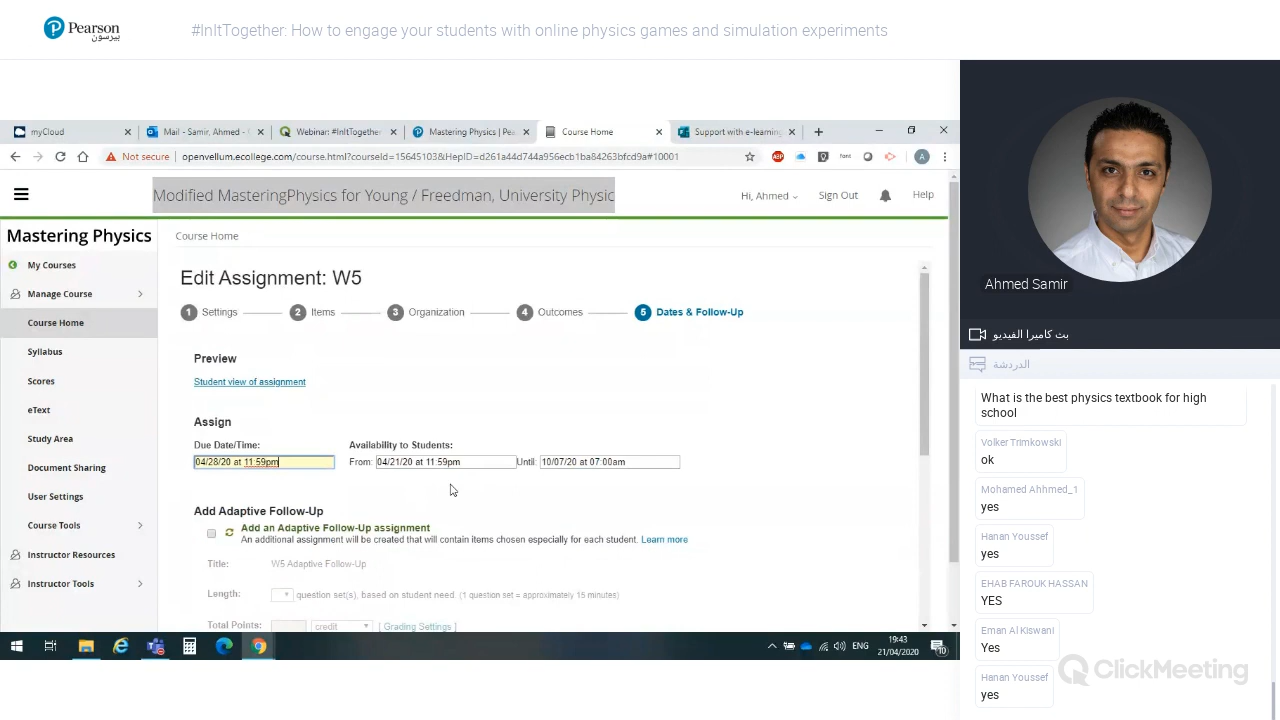 Pearson
بيرسون
#InItTogether: How to engage your students with online physics games and simulation experiments
myCloud
Mail - Samir, Ahmed -
Webinar: #InItTogethe
Mastering Physics | Pea
Course Home
Support with e-learning
Not secure | openvellum.ecollege.com/course.html?courseId=15645103&HepID=d261a44d744a956ecb1ba84263bfcd9a#10001
ABP
Font
A
Modified MasteringPhysics for Young / Freedman, University Physic
Hi, Ahmed
Sign Out
Help
Mastering Physics
My Courses
Manage Course
Course Home
Syllabus
Scores
eText
Study Area
Document Sharing
User Settings
Course Tools
Instructor Resources
Instructor Tools
Course Home
Edit Assignment: W5
1 Settings
2 Items
3 Organization
4 Outcomes
5 Dates & Follow-Up
Preview
Student view of assignment
Assign
Due Date/Time:
Availability to Students:
04/28/20 at 11:59pm
From: 04/21/20 at 11:59pm
Until: 10/07/20 at 07:00am
Add Adaptive Follow-Up
Add an Adaptive Follow-Up assignment
An additional assignment will be created that will contain items chosen especially for each student. Learn more
Title: W5 Adaptive Follow-Up
Length: question set(s), based on student need. (1 question set = approximately 15 minutes)
Total Points: credit [ Grading Settings ]
ENG
19:43
21/04/2020
10
Ahmed Samir
بث كاميرا الفيديو
الدردشة
What is the best physics textbook for high
school
Volker Trimkowski
ok
Mohamed Ahhmed_1
yes
Hanan Youssef
yes
EHAB FAROUK HASSAN
YES
Eman Al Kiswani
Yes
Hanan Youssef
yes
ClickMeeting